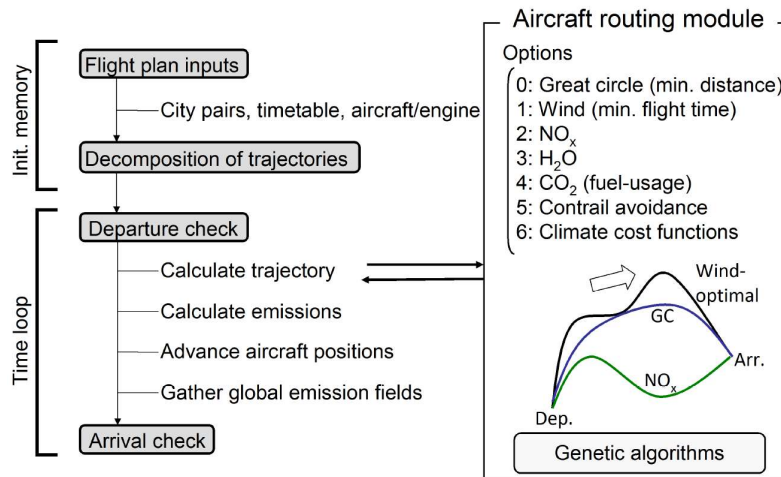 Init. memory
Flight plan inputs
City pairs, timetable, aircraft/engine
Decomposition of trajectories
Time loop
Departure check
Calculate trajectory
Calculate emissions
Advance aircraft positions
Gather global emission fields
Arrival check
Aircraft routing module
Options
0: Great circle (min. distance)
1: Wind (min. flight time)
2: NOₓ
3: H₂O
4: CO₂ (fuel-usage)
5: Contrail avoidance
6: Climate cost functions
Wind-
optimal
GC
Arr.
NOₓ
Dep.
Genetic algorithms